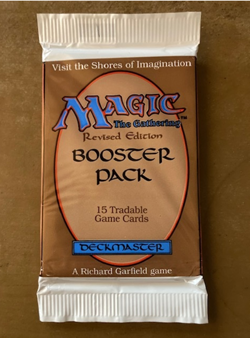 Visit the Shores of Imagination
MAGIC
The Gathering™
Revised Edition
BOOSTER
PACK
15 Tradable
Game Cards
DECKMASTER
A Richard Garfield game